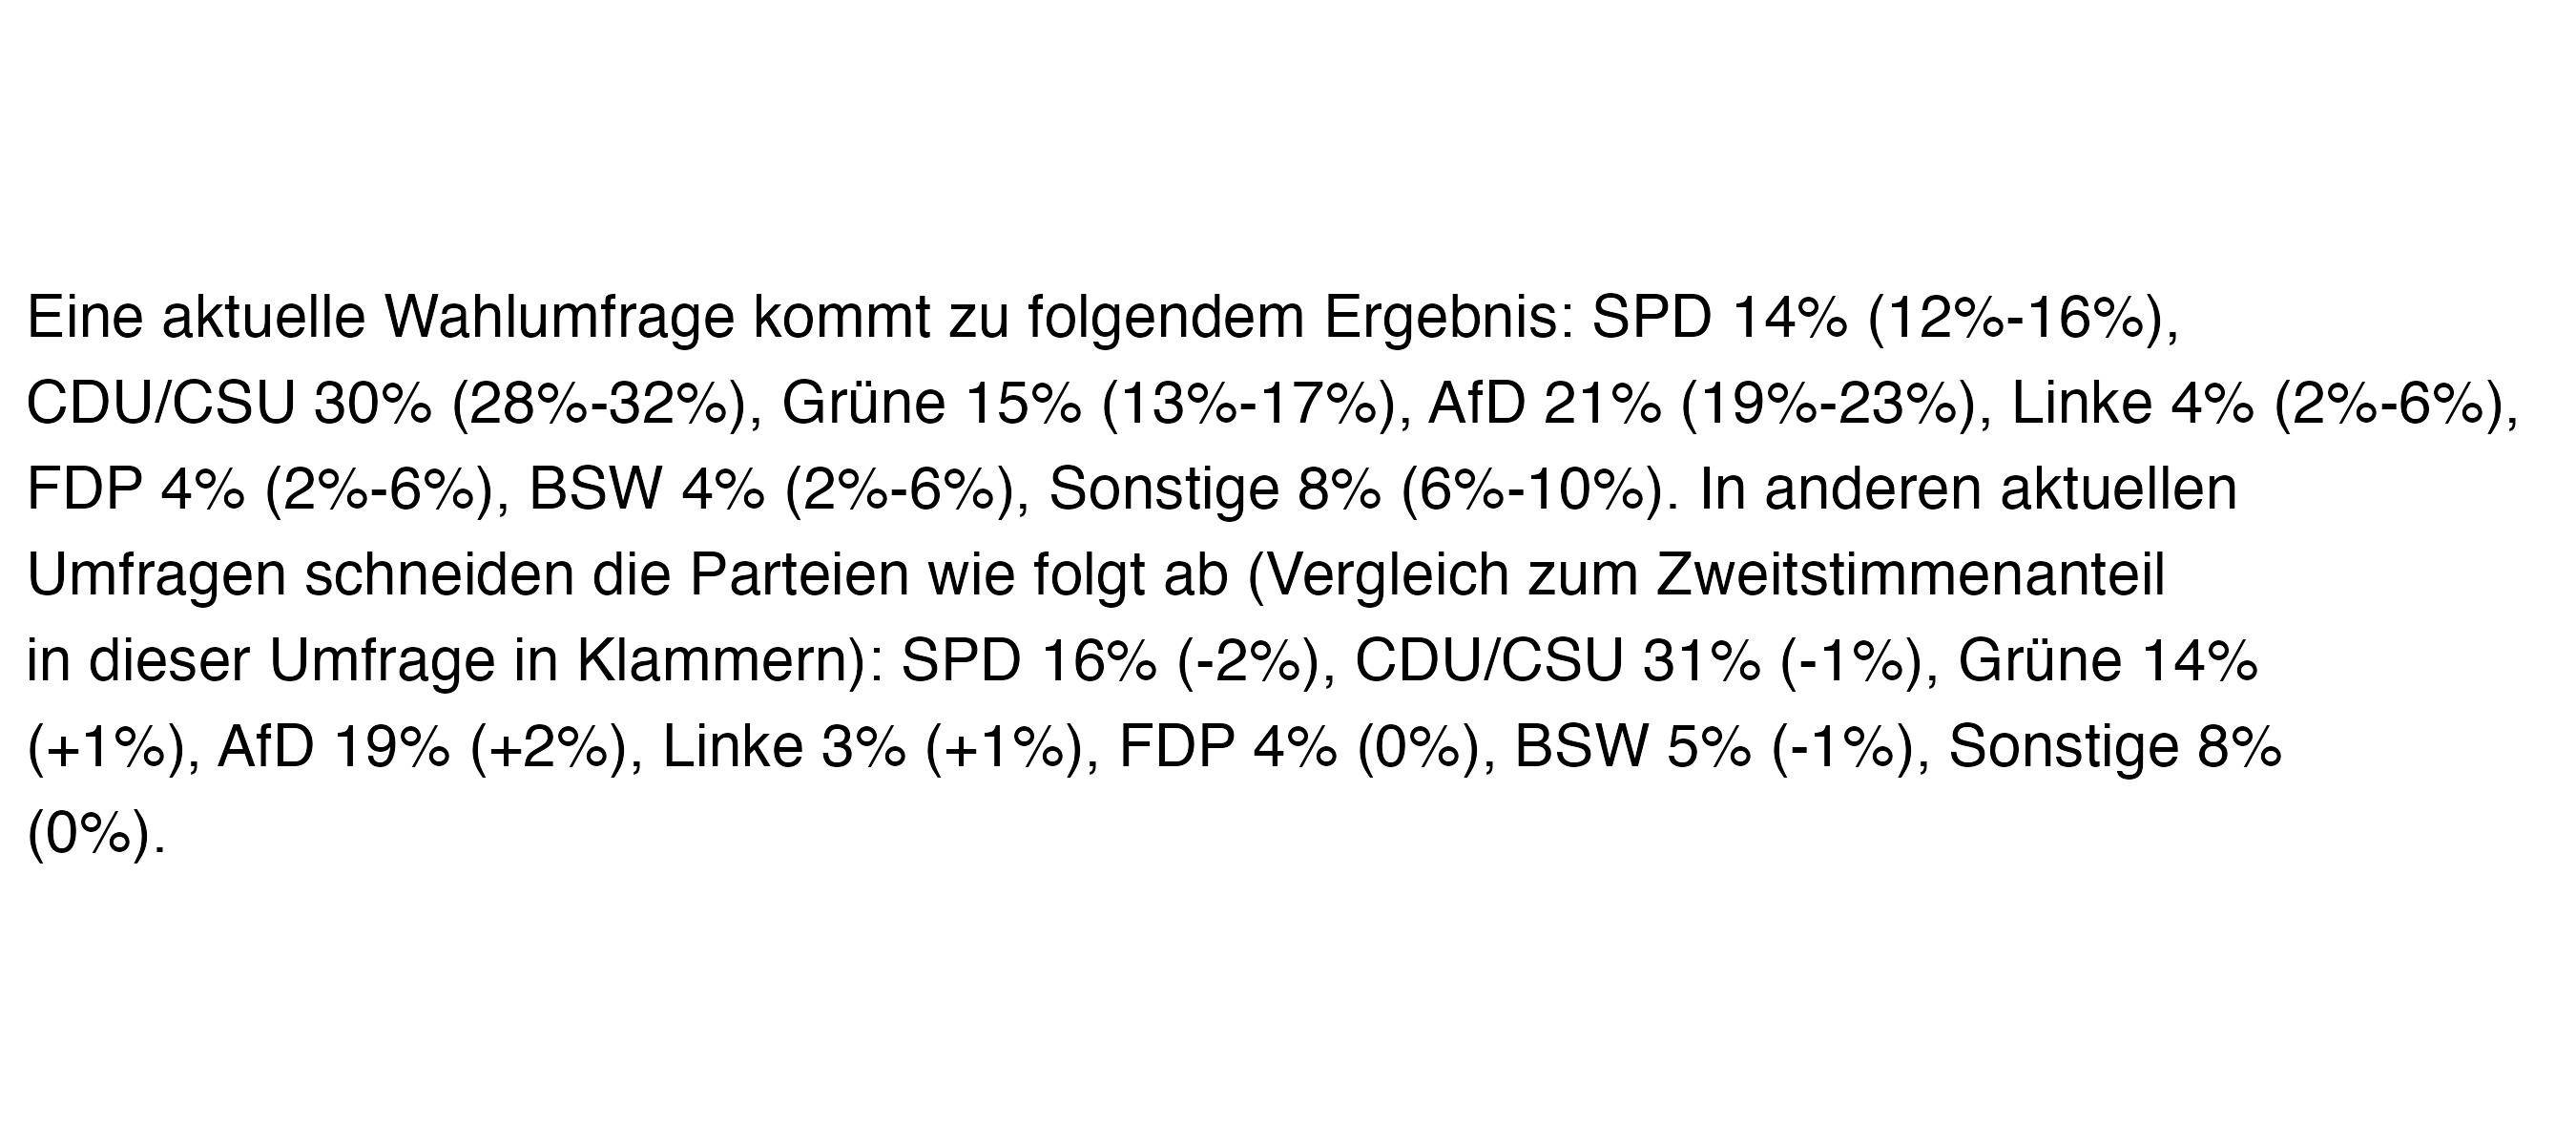 Eine aktuelle Wahlumfrage kommt zu folgendem Ergebnis: SPD 14% (12%-16%),
CDU/CSU 30% (28%-32%), Grüne 15% (13%-17%), AfD 21% (19%-23%), Linke 4% (2%-6%),
FDP 4% (2%-6%), BSW 4% (2%-6%), Sonstige 8% (6%-10%). In anderen aktuellen
Umfragen schneiden die Parteien wie folgt ab (Vergleich zum Zweitstimmenanteil
in dieser Umfrage in Klammern): SPD 16% (-2%), CDU/CSU 31% (-1%), Grüne 14%
(+1%), AfD 19% (+2%), Linke 3% (+1%), FDP 4% (0%), BSW 5% (-1%), Sonstige 8%
(0%).